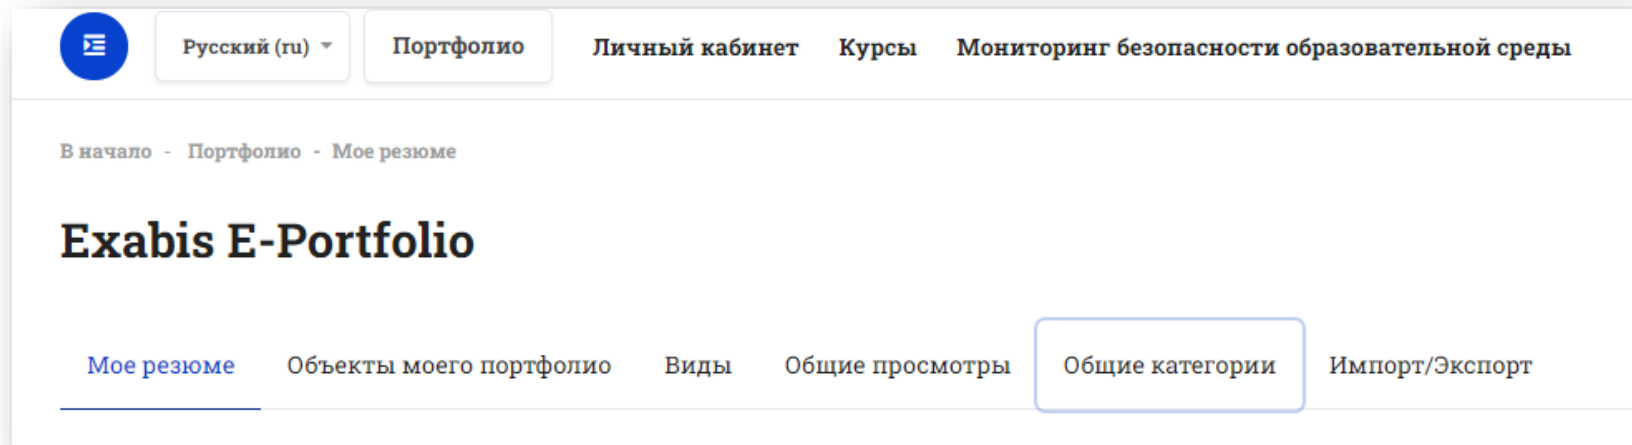 Русский (ru) Портфолио Личный кабинет Курсы Мониторинг безопасности образовательной среды
В начало - Портфолио - Мое резюме
Exabis E-Portfolio
Мое резюме Объекты моего портфолио Виды Общие просмотры Общие категории Импорт/Экспорт